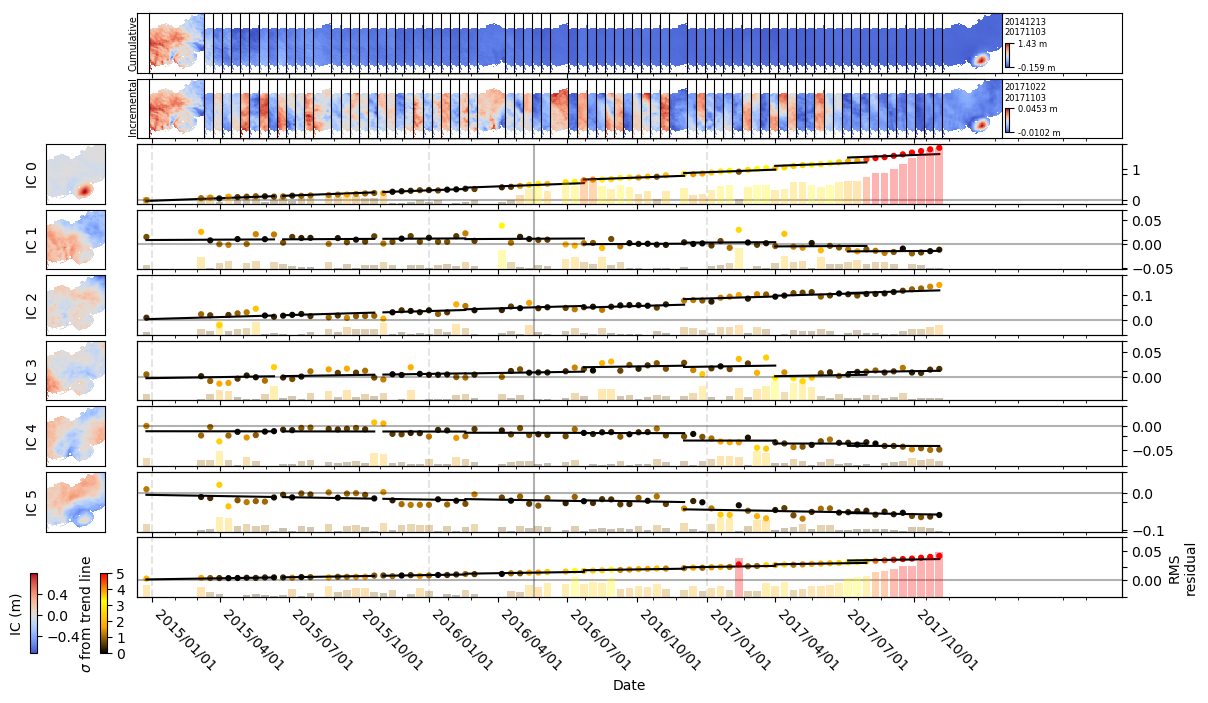 Cumulative
20141213
20171103
1.43 m
-0.159 m
Incremental
20171022
20171103
0.0453 m
-0.0102 m
IC 0
1
0
IC 1
0.05
0.00
−0.05
IC 2
0.1
0.0
IC 3
0.05
0.00
IC 4
0.00
−0.05
IC 5
0.0
−0.1
0.05
0.00
RMS
residual
IC (m)
0.4
0.0
−0.4
σ from trend line
5
4
3
2
1
0
2015/01/01
2015/04/01
2015/07/01
2015/10/01
2016/01/01
2016/04/01
2016/07/01
2016/10/01
2017/01/01
2017/04/01
2017/07/01
2017/10/01
Date